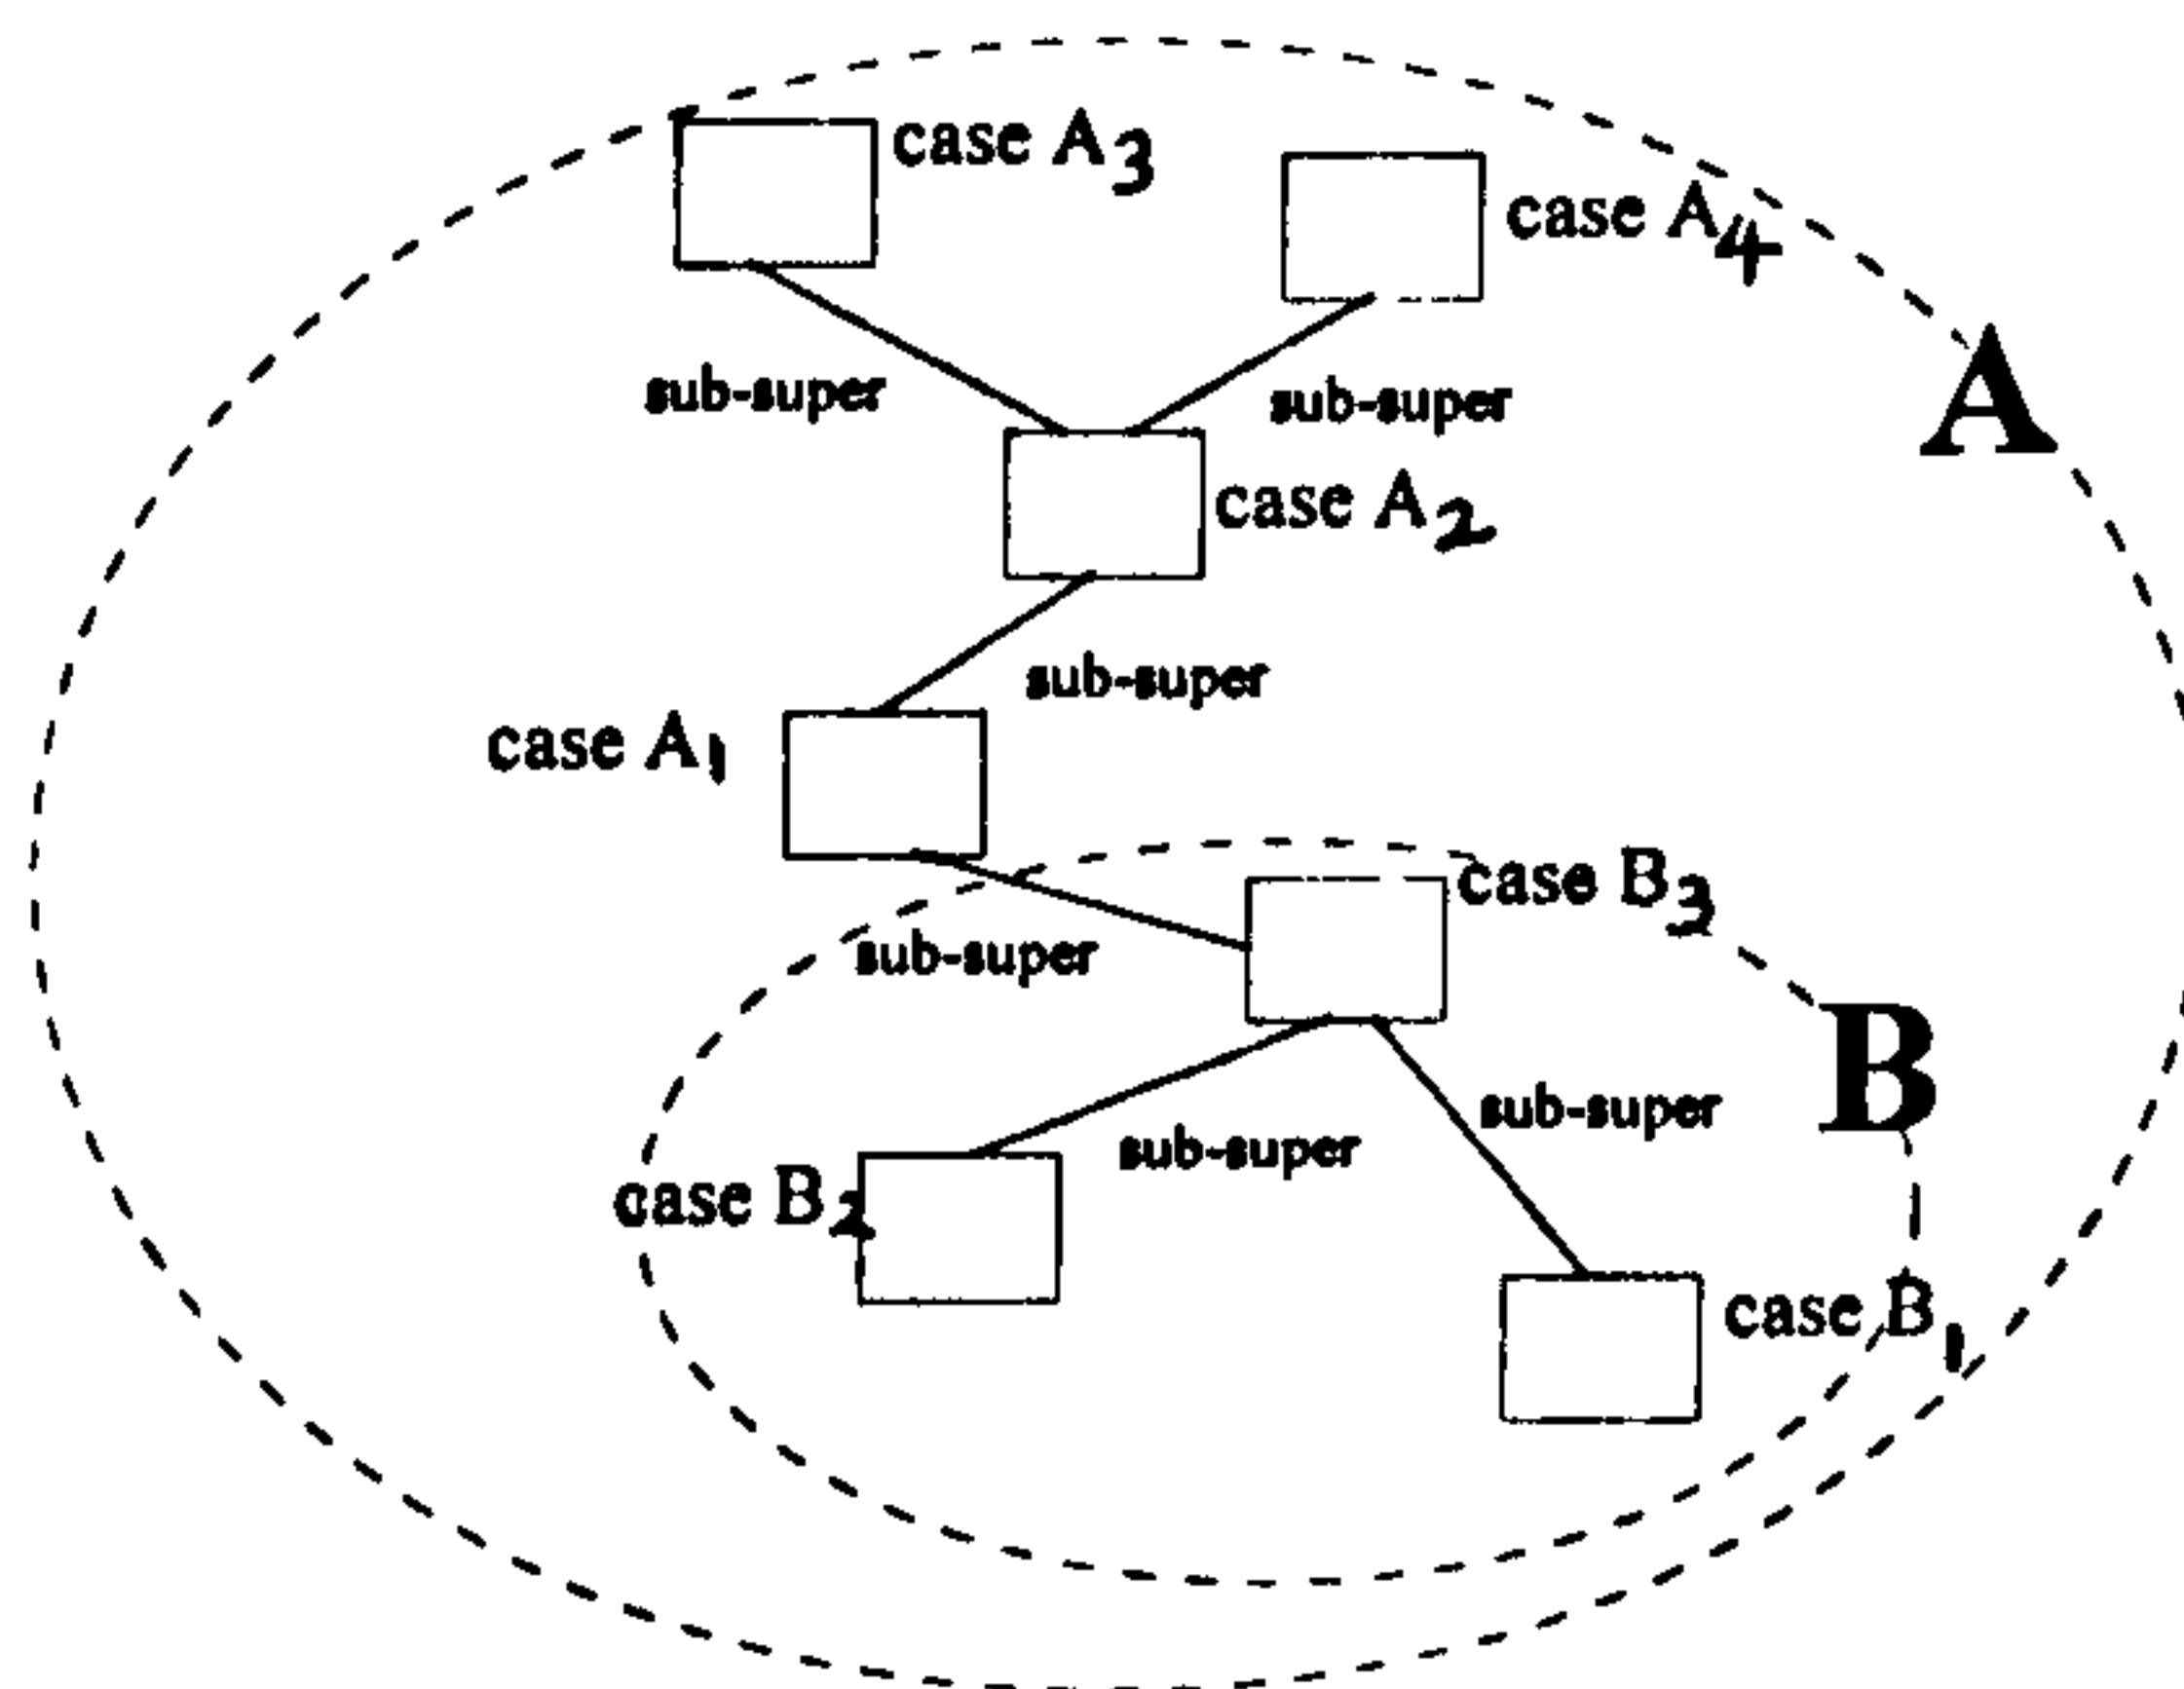 case A3
case A4
A
sub-super
sub-super
case A2
sub-super
case A1
case B3
sub-super
B
sub-super
sub-super
case B2
case B1